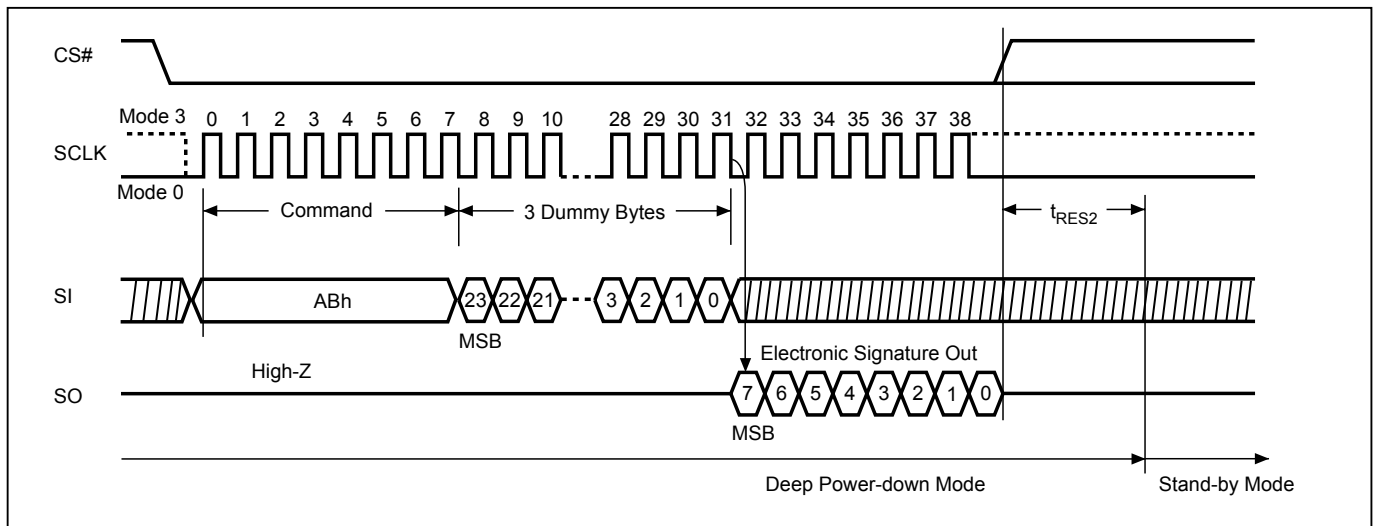 CS#
Mode 3 0 1 2 3 4 5 6 7 8 9 10 28 29 30 31 32 33 34 35 36 37 38
SCLK
Mode 0
Command 3 Dummy Bytes tRES2
SI ABh 23 22 21 3 2 1 0
MSB
High-Z Electronic Signature Out
SO 7 6 5 4 3 2 1 0
MSB
Deep Power-down Mode Stand-by Mode